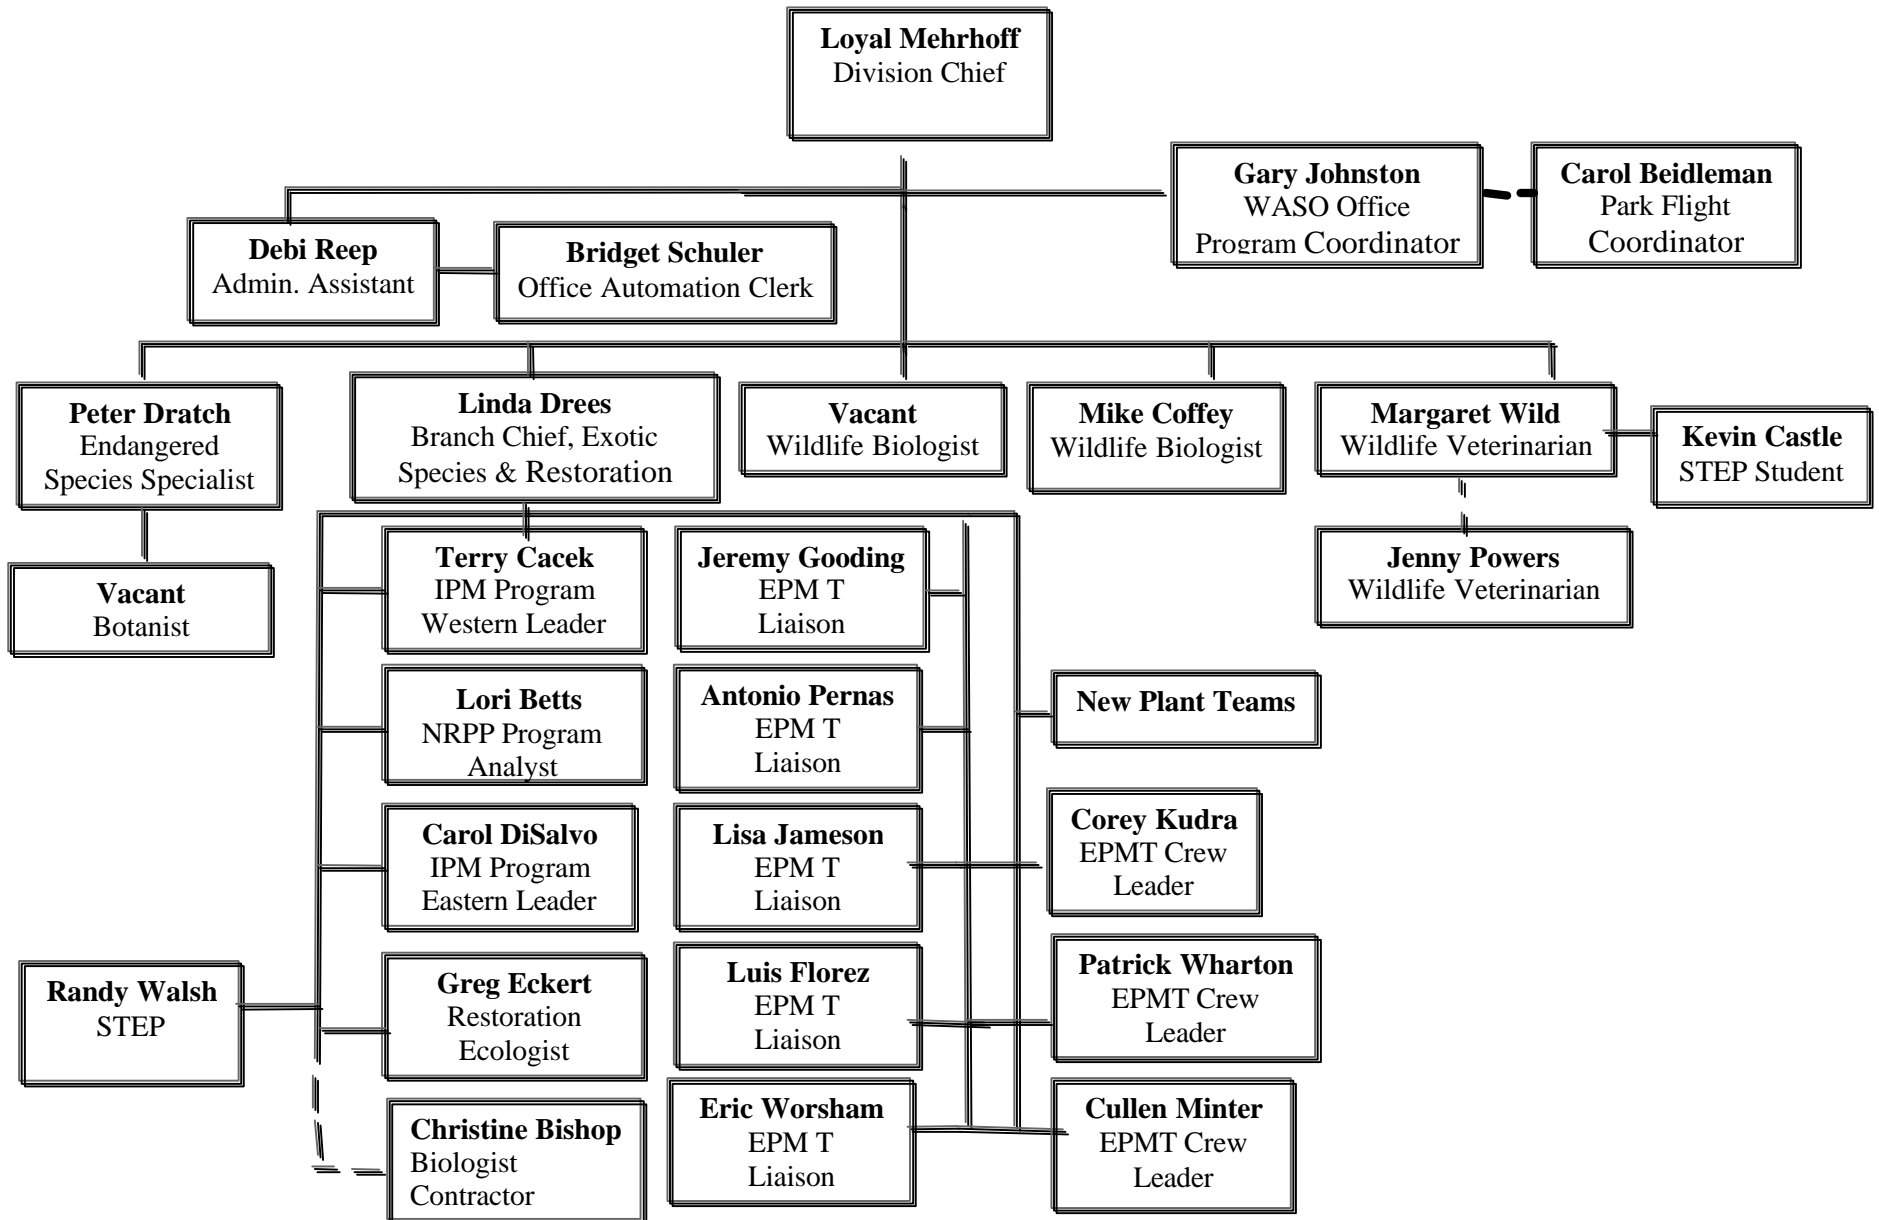 Loyal Mehrhoff
Division Chief
Gary Johnston
WASO Office
Program Coordinator
Carol Beidleman
Park Flight
Coordinator
Debi Reep
Admin. Assistant
Bridget Schuler
Office Automation Clerk
Peter Dratch
Endangered
Species Specialist
Linda Drees
Branch Chief, Exotic
Species & Restoration
Vacant
Wildlife Biologist
Mike Coffey
Wildlife Biologist
Margaret Wild
Wildlife Veterinarian
Kevin Castle
STEP Student
Vacant
Botanist
Terry Cacek
IPM Program
Western Leader
Jeremy Gooding
EPM T
Liaison
Jenny Powers
Wildlife Veterinarian
Lori Betts
NRPP Program
Analyst
Antonio Pernas
EPM T
Liaison
New Plant Teams
Carol DiSalvo
IPM Program
Eastern Leader
Lisa Jameson
EPM T
Liaison
Corey Kudra
EPMT Crew
Leader
Randy Walsh
STEP
Greg Eckert
Restoration
Ecologist
Luis Florez
EPM T
Liaison
Patrick Wharton
EPMT Crew
Leader
Christine Bishop
Biologist
Contractor
Eric Worsham
EPM T
Liaison
Cullen Minter
EPMT Crew
Leader